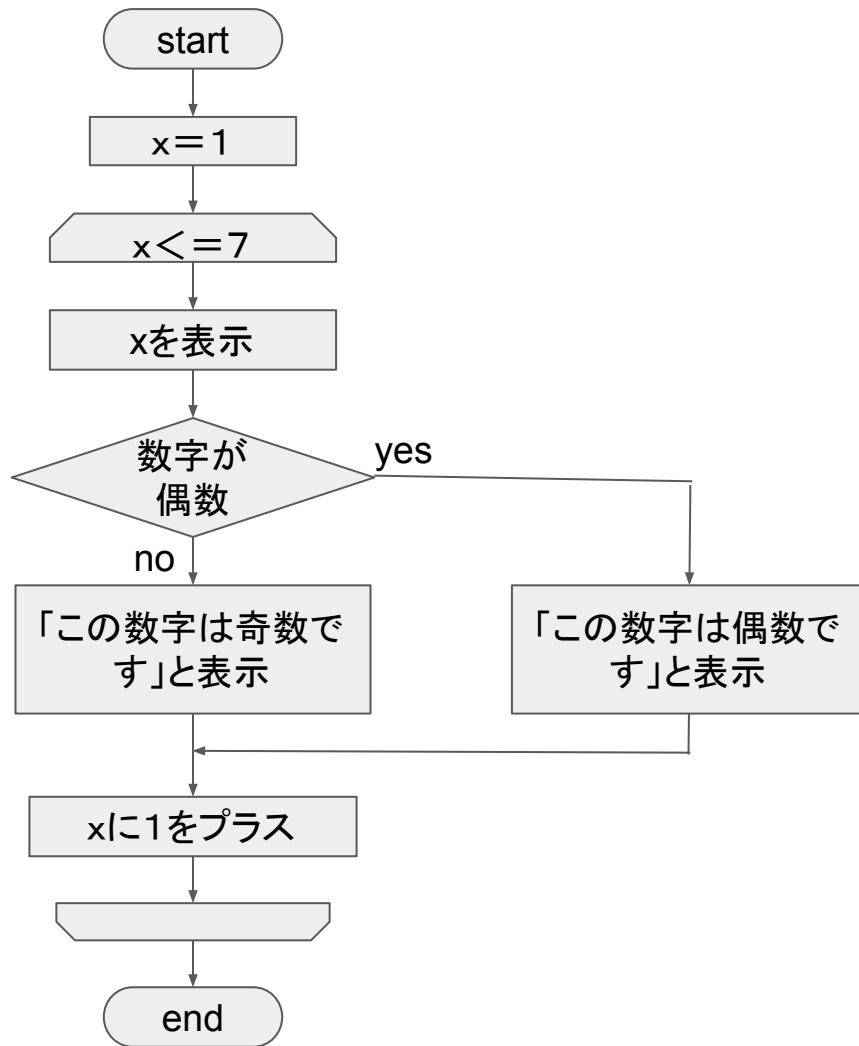 start
x＝1
x＜＝7
xを表示
数字が
偶数
yes
no
「この数字は奇数で
す」と表示
「この数字は偶数で
す」と表示
xに１をプラス
end